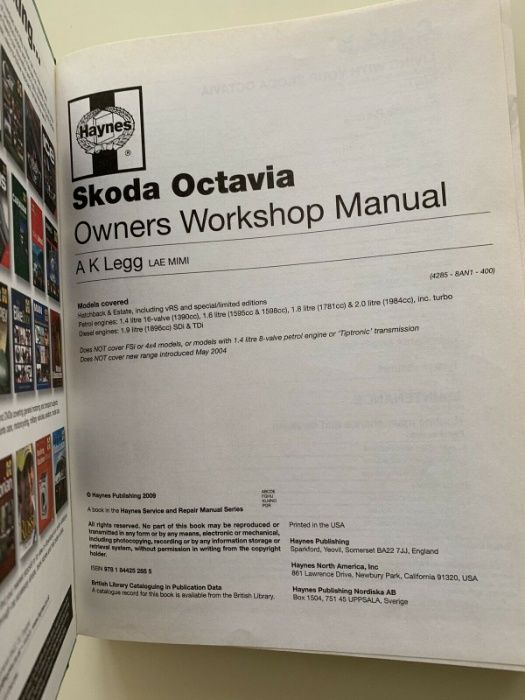 Haynes
®
Skoda Octavia
Owners Workshop Manual
A K Legg LAE MIMI
(4285 - 8AN1 - 400)
Models covered
Hatchback & Estate, including vRS and special/limited editions
Petrol engines: 1.4 litre 16-valve (1390cc), 1.6 litre (1595cc & 1598cc), 1.8 litre (1781cc) & 2.0 litre (1984cc), inc. turbo
Diesel engines: 1.9 litre (1896cc) SDi & TDi
Does NOT cover FSi or 4x4 models, or models with 1.4 litre 8-valve petrol engine or 'Tiptronic' transmission
Does NOT cover new range introduced May 2004
© Haynes Publishing 2009
ABCDE
FGHIJ
KLMNO
PQR
A book in the Haynes Service and Repair Manual Series
All rights reserved. No part of this book may be reproduced or
transmitted in any form or by any means, electronic or mechanical,
including photocopying, recording or by any information storage or
retrieval system, without permission in writing from the copyright
holder.
ISBN 978 1 84425 285 5
British Library Cataloguing in Publication Data
A catalogue record for this book is available from the British Library.
Printed in the USA
Haynes Publishing
Sparkford, Yeovil, Somerset BA22 7JJ, England
Haynes North America, Inc
861 Lawrence Drive, Newbury Park, California 91320, USA
Haynes Publishing Nordiska AB
Box 1504, 751 45 UPPSALA, Sverige